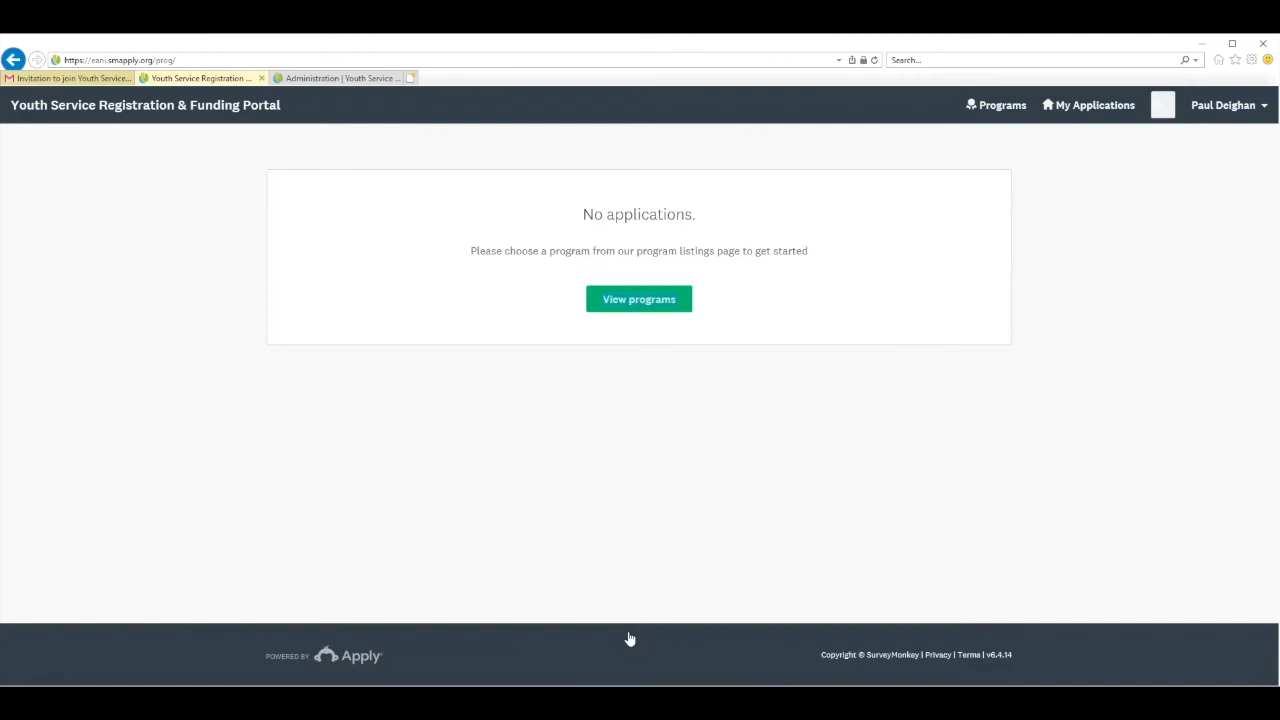 https://eani.smapply.org/prog/
Search...
Invitation to join Youth Service...
Youth Service Registration ...
Administration | Youth Service ...
Youth Service Registration & Funding Portal
Programs
My Applications
Paul Deighan
No applications.
Please choose a program from our program listings page to get started
View programs
POWERED BY Apply
Copyright © SurveyMonkey | Privacy | Terms | v6.4.14